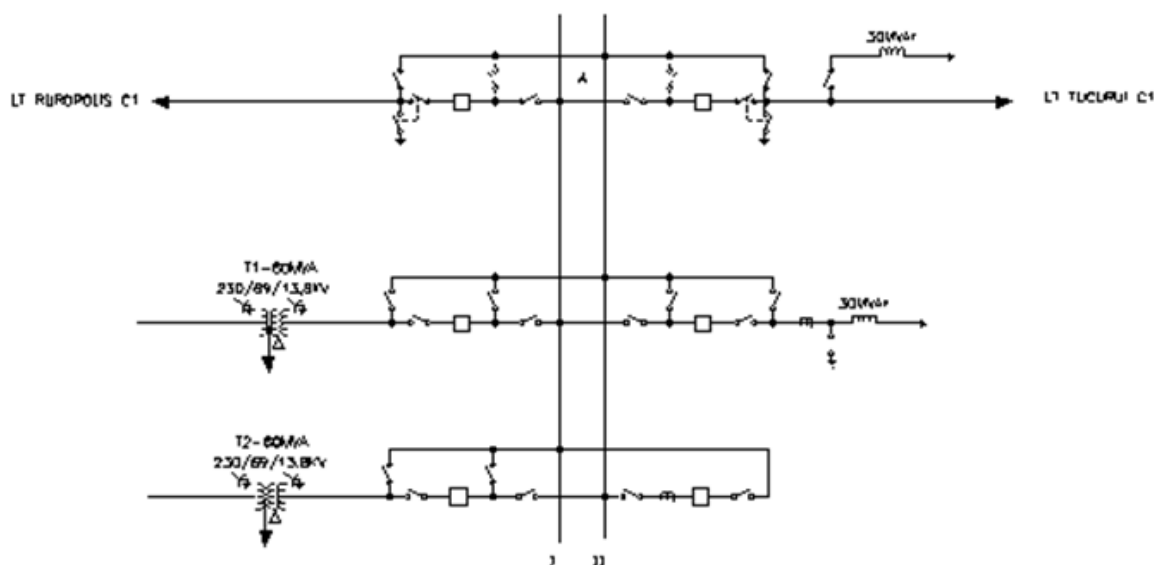 30MVAr
A
LT RUROPOLIS C1
LT TUCURUI C1
T1-60MVA
230/69/13,8KV
30MVAr
T2-60MVA
230/69/13.8KV
I II